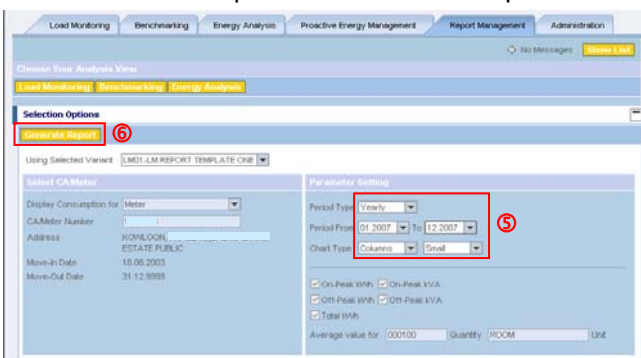 Load Monitoring Benchmarking Energy Analysis Proactive Energy Management Report Management Administration
No Messages Show List
Choose Your Analysis View
Load Monitoring Benchmarking Energy Analysis
Selection Options
Generate Report ⑥
Using Selected Variant LM01-LM REPORT TEMPLATE ONE
Select CA/Meter
Display Consumption for Meter
CA/Meter Number
Address KOWLOON,
ESTATE PUBLIC
Move-In Date 18.06.2003
Move-Out Date 31.12.9999
Parameter Setting
Period Type Yearly
Period From 01.2007 To 12.2007 ⑤
Chart Type Columns Small
On-Peak kWh On-Peak kVA
Off-Peak kWh Off-Peak kVA
Total kWh
Average value for 000100 Quantity ROOM Unit